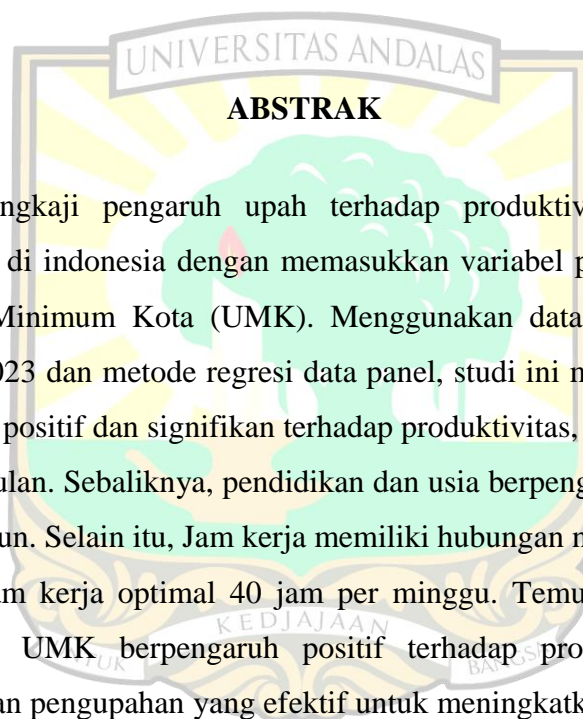 UNIVERSITAS ANDALAS
ABSTRAK
ngkaji pengaruh upah terhadap produktiv
di indonesia dengan memasukkan variabel p
Minimum Kota (UMK). Menggunakan data
023 dan metode regresi data panel, studi ini n
positif dan signifikan terhadap produktivitas,
ulan. Sebaliknya, pendidikan dan usia berpeng
un. Selain itu, Jam kerja memiliki hubungan n
am kerja optimal 40 jam per minggu. Temu
UMK berpengaruh positif terhadap pro
an pengupahan yang efektif untuk meningkatk
UNTUK KEDJAJAAN BANGSA